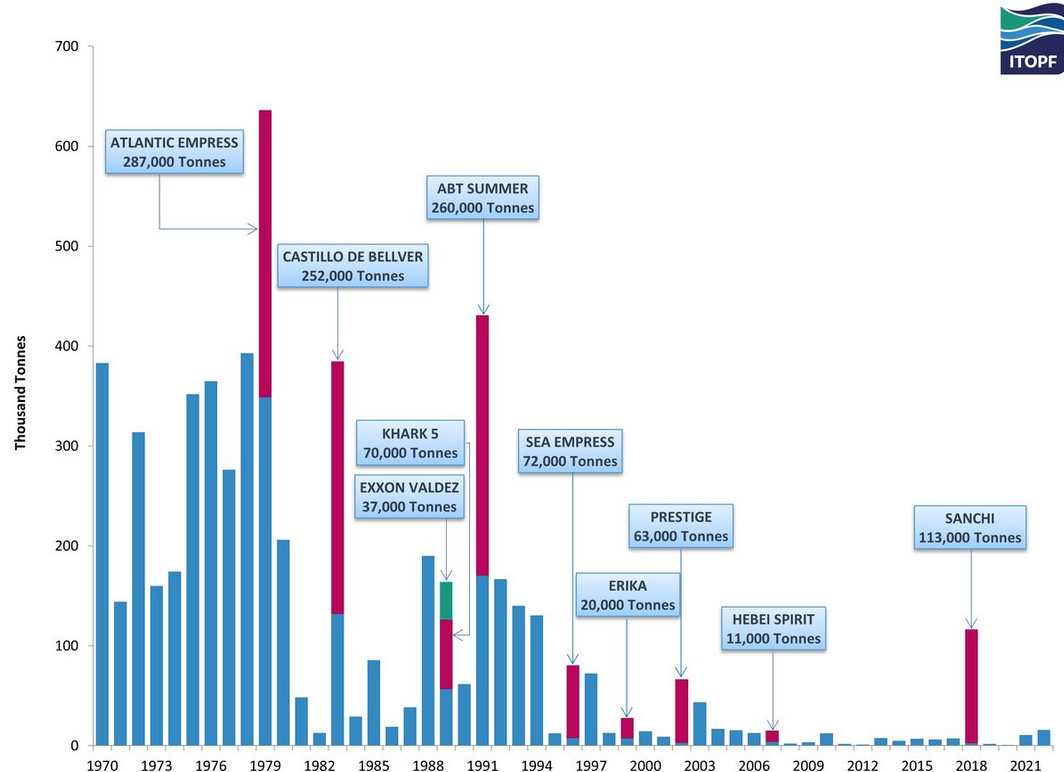 ITOPF
700
600
500
400
300
200
100
0
Thousand Tonnes
ATLANTIC EMPRESS
287,000 Tonnes
CASTILLO DE BELLVER
252,000 Tonnes
KHARK 5
70,000 Tonnes
EXXON VALDEZ
37,000 Tonnes
ABT SUMMER
260,000 Tonnes
SEA EMPRESS
72,000 Tonnes
ERIKA
20,000 Tonnes
PRESTIGE
63,000 Tonnes
HEBEI SPIRIT
11,000 Tonnes
SANCHI
113,000 Tonnes
1970 1973 1976 1979 1982 1985 1988 1991 1994 1997 2000 2003 2006 2009 2012 2015 2018 2021